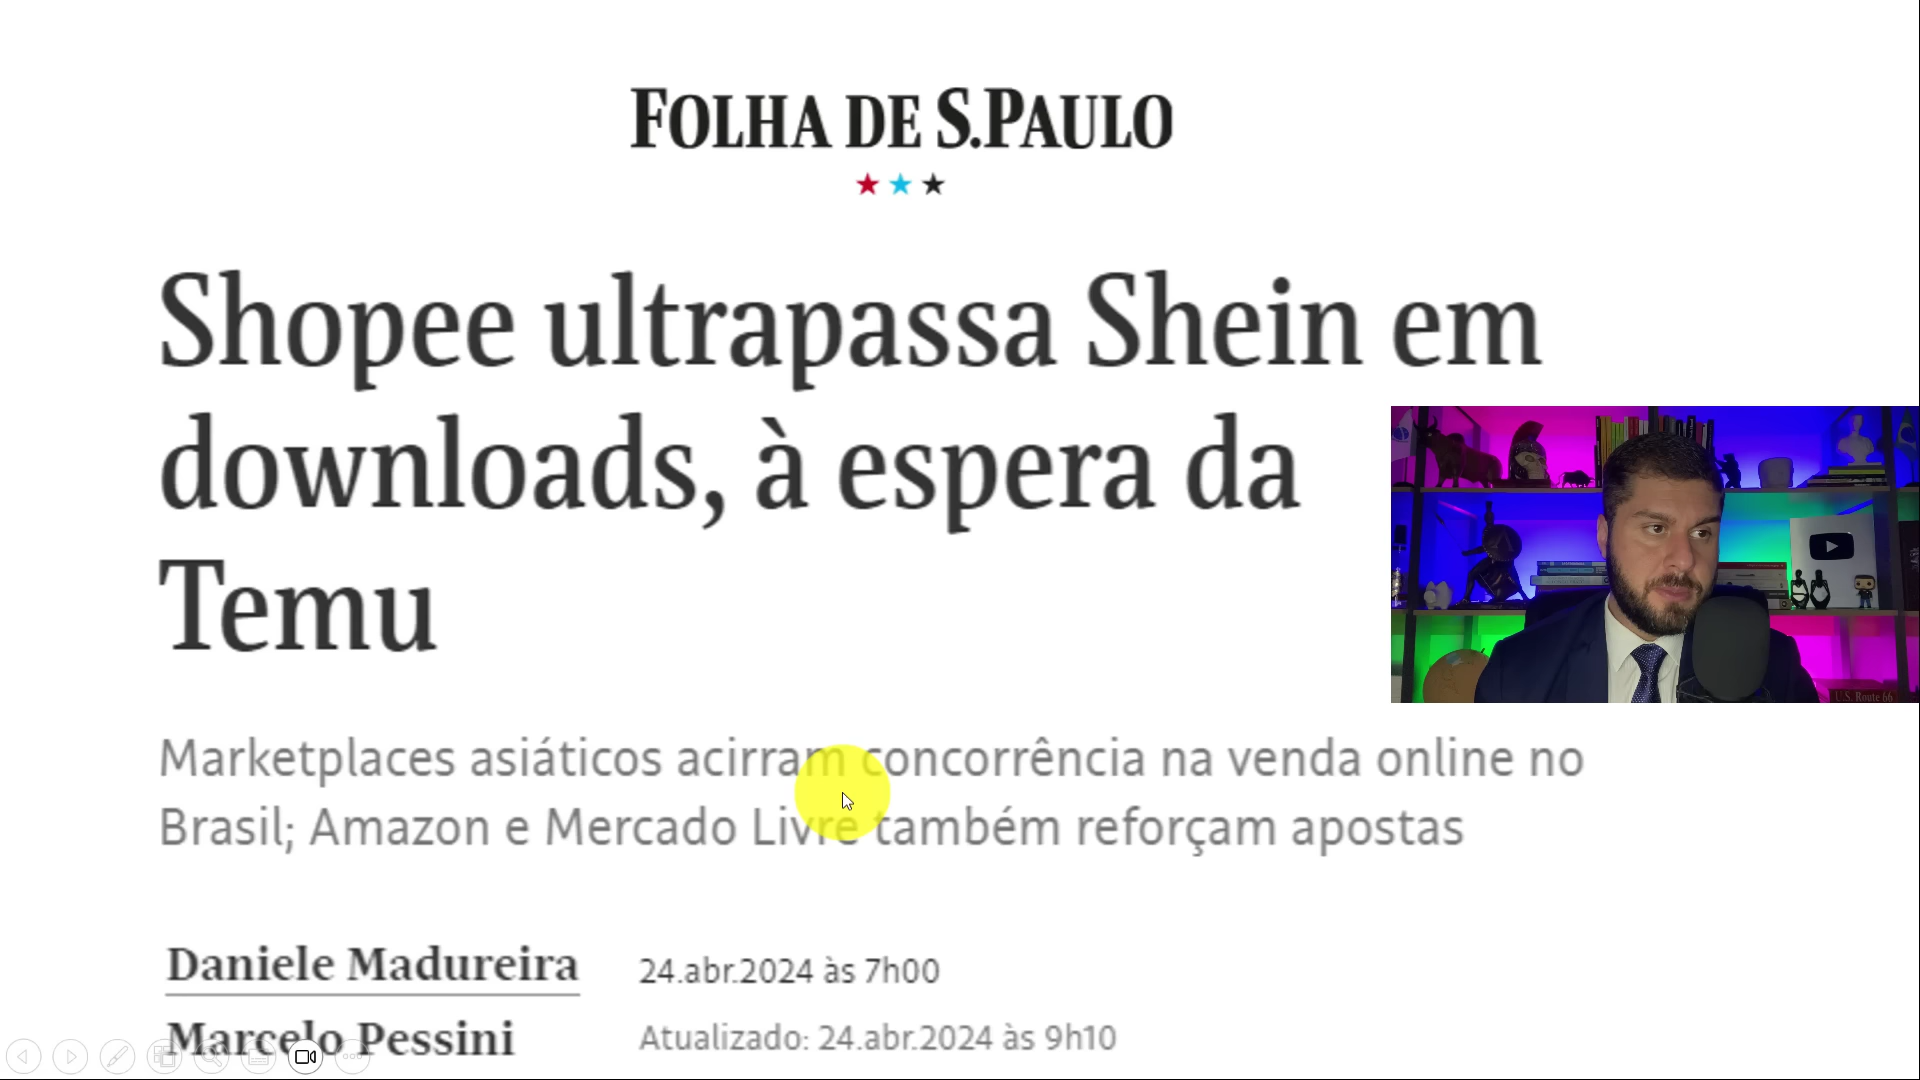 FOLHA DE S.PAULO
Shopee ultrapassa Shein em
downloads, à espera da
Temu
Marketplaces asiáticos acirram concorrência na venda online no
Brasil; Amazon e Mercado Livre também reforçam apostas
Daniele Madureira
24.abr.2024 às 7h00
Marcelo Pessini
Atualizado: 24.abr.2024 às 9h10
U.S. Route 66